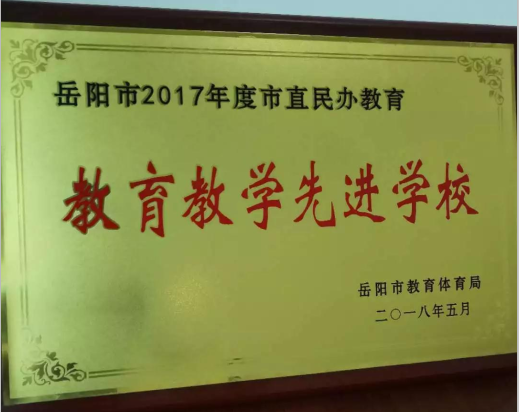 岳阳市2017年度市直民办教育
教育教学先进学校
岳阳市教育体育局
二〇一八年五月